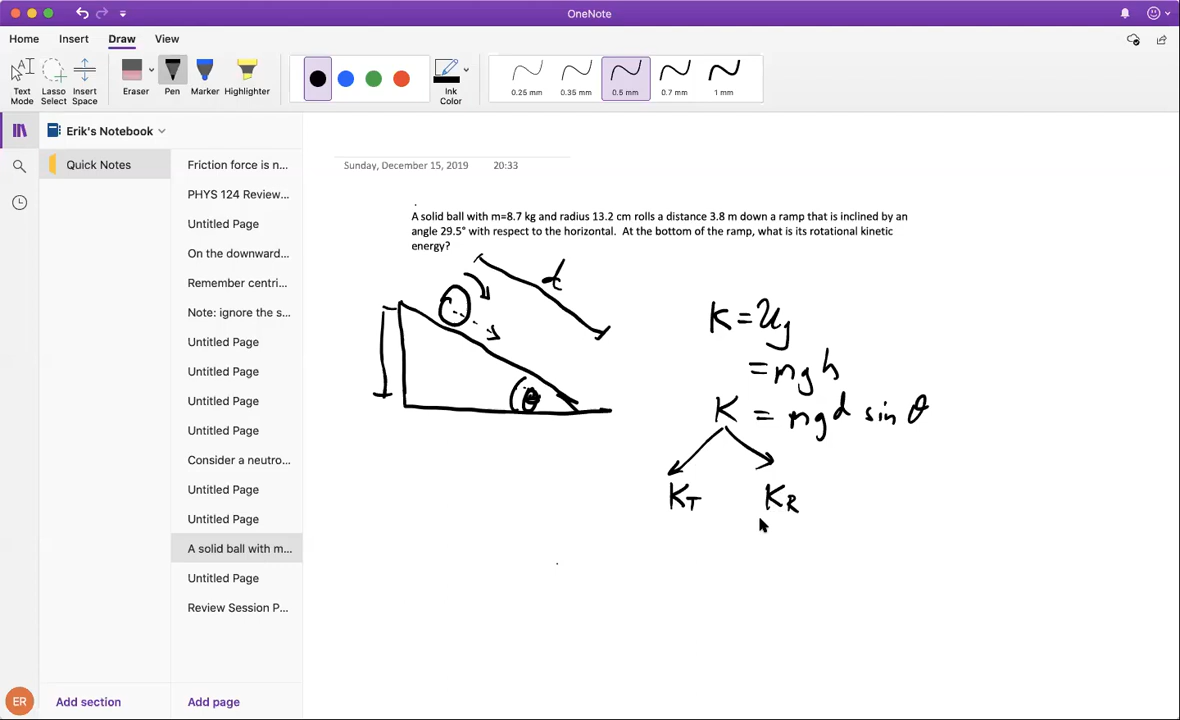 OneNote
Home Insert Draw View
Text Mode
Lasso Select
Insert Space
Eraser
Pen
Marker
Highlighter
Ink Color
0.25 mm
0.35 mm
0.5 mm
0.7 mm
1 mm
Erik's Notebook
Quick Notes
Friction force is n...
PHYS 124 Review...
Untitled Page
On the downward...
Remember centri...
Note: ignore the s...
Untitled Page
Untitled Page
Untitled Page
Untitled Page
Consider a neutro...
Untitled Page
Untitled Page
A solid ball with m...
Untitled Page
Review Session P...
Add section
Add page
ER
Sunday, December 15, 2019 20:33
A solid ball with m=8.7 kg and radius 13.2 cm rolls a distance 3.8 m down a ramp that is inclined by an
angle 29.5° with respect to the horizontal. At the bottom of the ramp, what is its rotational kinetic
energy?
d
θ
K = Ug
= mgh
K = mgd sin θ
KT KR